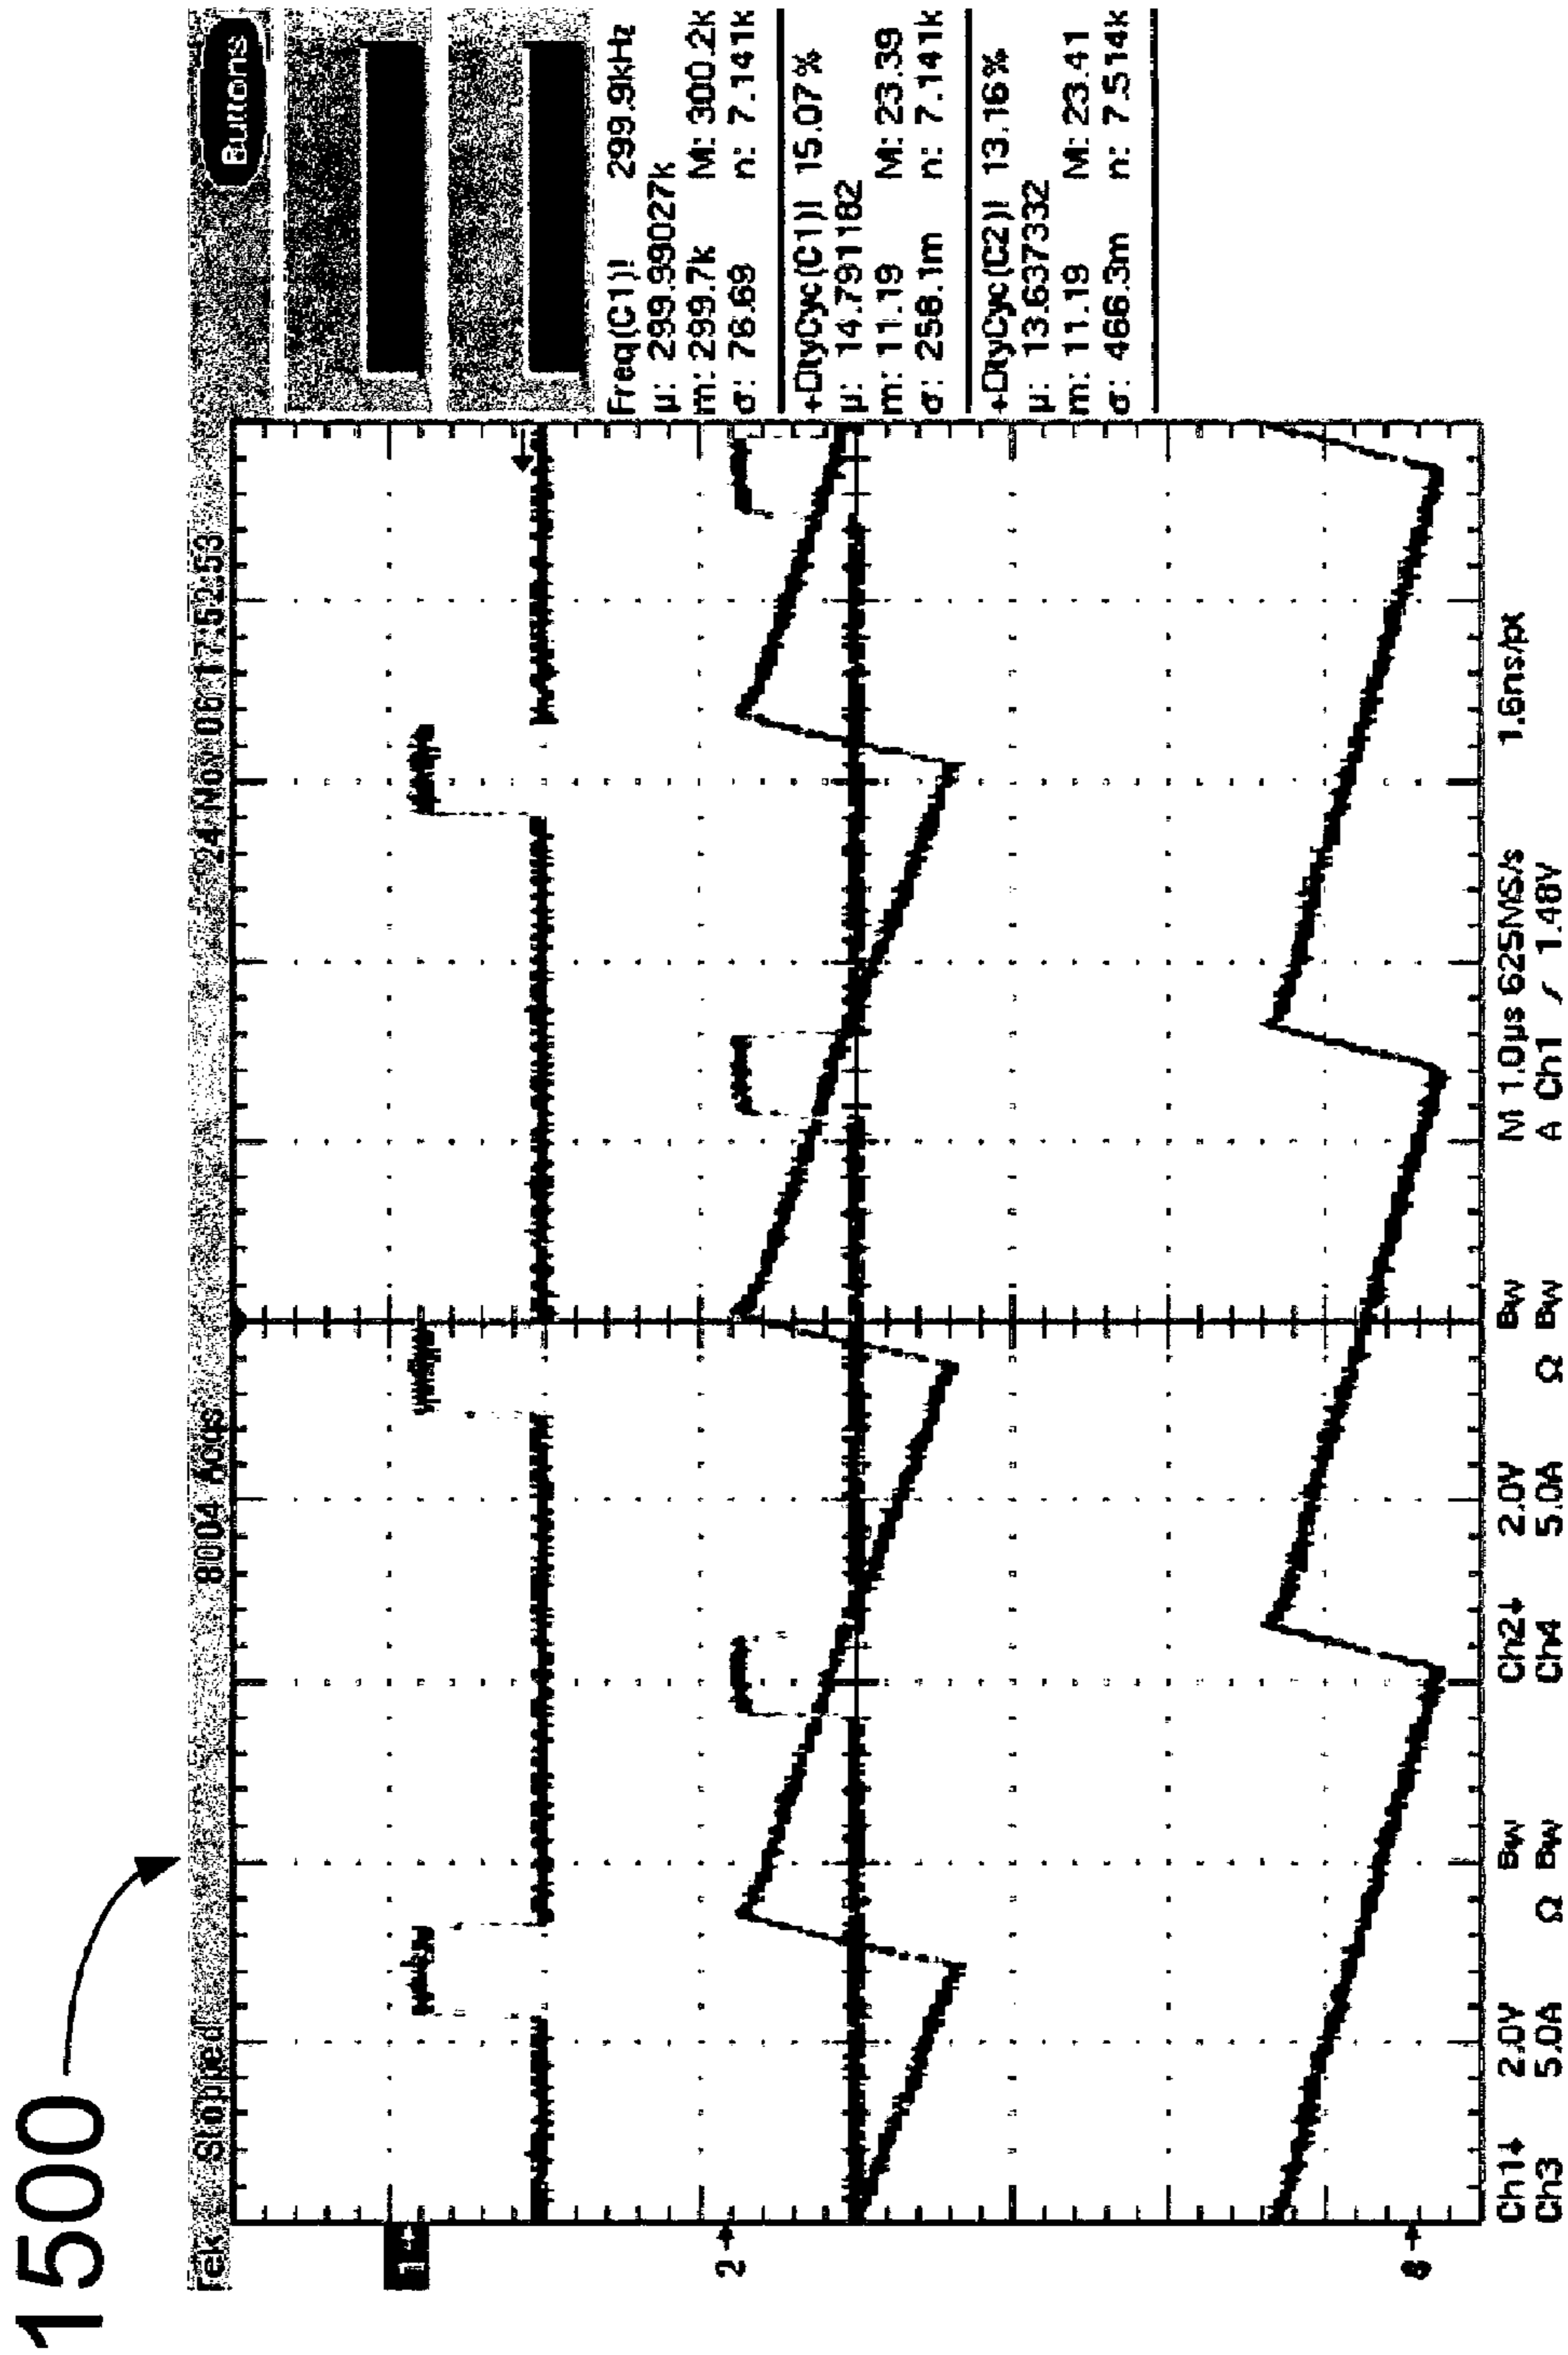 1500
Tek Stopped 8004 Acqs 24 Nov 06 17:52:53
Buttons
1→
2→
Freq(C1)! 299.9kHz
µ: 299.99027k
m: 299.7k M: 300.2k
σ: 76.69 n: 7.141k
+DtyCyc(C1)! 15.07%
µ: 14.791182
m: 11.19 M: 23.39
σ: 258.1m n: 7.141k
+DtyCyc(C2)! 13.16%
µ: 13.637332
m: 11.19 M: 23.41
σ: 466.3m n: 7.514k
Ch1↓ 2.0V Bw Ch2↓ 2.0V Bw M 1.0µs 625MS/s 1.6ns/pt
Ch3 5.0A Ω Bw Ch4 5.0A Ω Bw A Ch1 / 1.48V